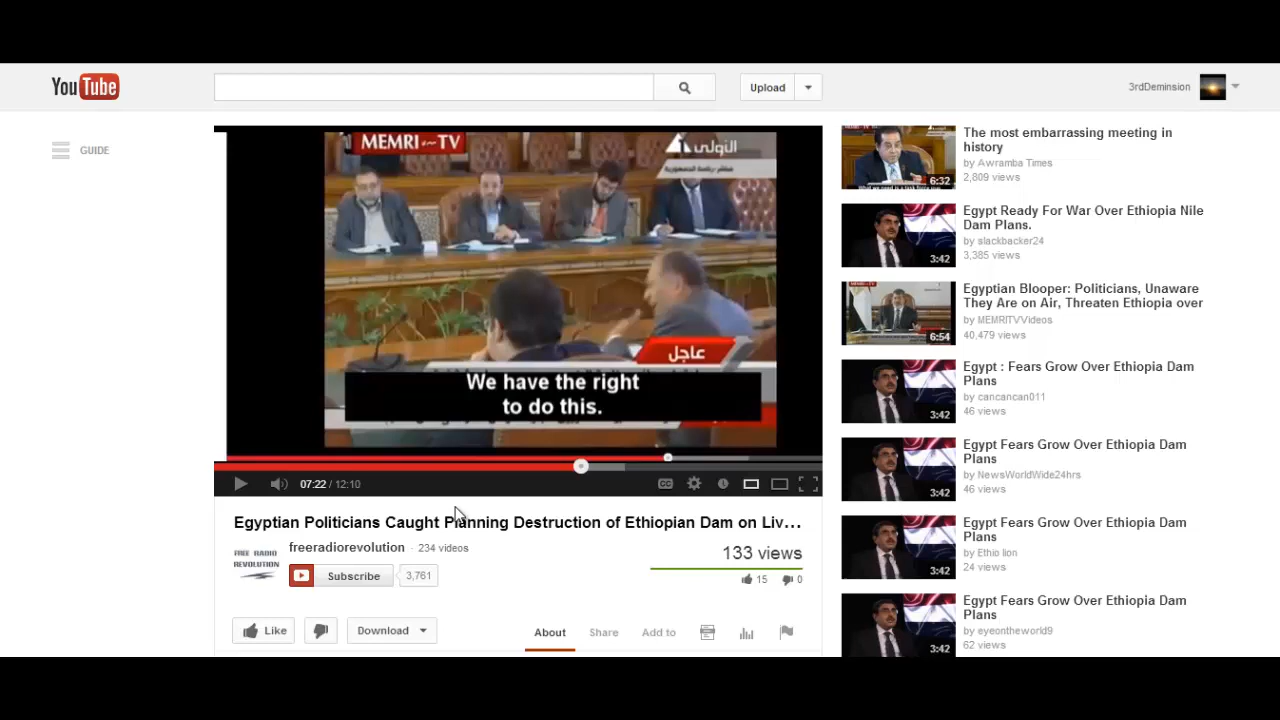 YouTube
Upload
3rdDeminsion
GUIDE
MEMRI TV
الأولى
عاجل
We have the right
to do this.
07:22 / 12:10
Egyptian Politicians Caught Planning Destruction of Ethiopian Dam on Liv...
freeradiorevolution · 234 videos
FREE RADIO
REVOLUTION
Subscribe 3,761
133 views
15 0
Like
Download
About
Share
Add to
The most embarrassing meeting in
history
by Awramba Times
2,809 views
6:32
Egypt Ready For War Over Ethiopia Nile
Dam Plans.
by slackbacker24
3,385 views
3:42
Egyptian Blooper: Politicians, Unaware
They Are on Air, Threaten Ethiopia over
by MEMRITVVideos
40,479 views
6:54
Egypt : Fears Grow Over Ethiopia Dam
Plans
by cancancan011
46 views
3:42
Egypt Fears Grow Over Ethiopia Dam
Plans
by NewsWorldWide24hrs
46 views
3:42
Egypt Fears Grow Over Ethiopia Dam
Plans
by Ethio lion
24 views
3:42
Egypt Fears Grow Over Ethiopia Dam
Plans
by eyeontheworld9
62 views
3:42